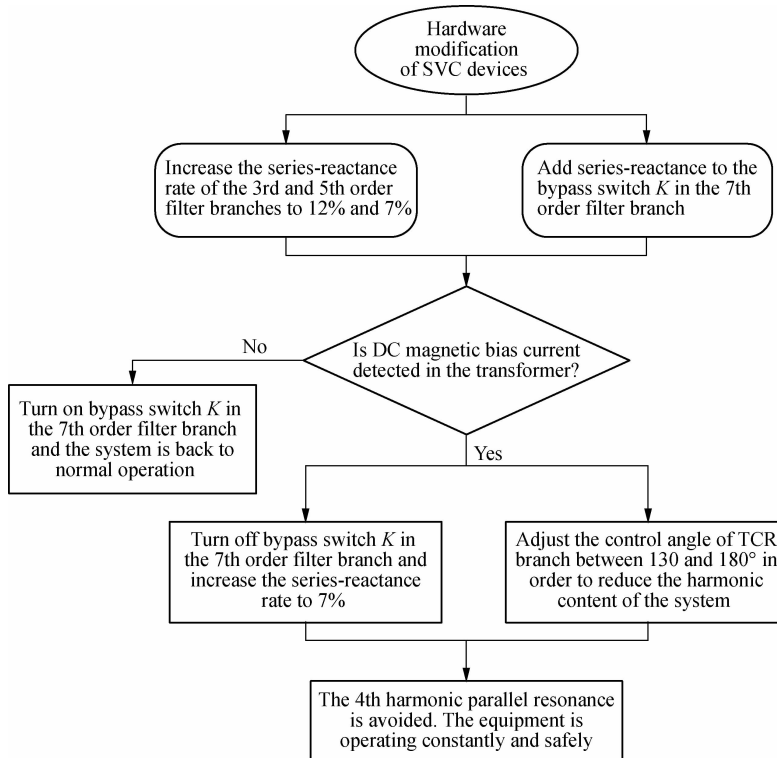 Hardware
modification
of SVC devices
Increase the series-reactance
rate of the 3rd and 5th order
filter branches to 12% and 7%
Add series-reactance to the
bypass switch K in the 7th
order filter branch
Is DC magnetic bias current
detected in the transformer?
No
Turn on bypass switch K in
the 7th order filter branch
and the system is back to
normal operation
Yes
Turn off bypass switch K in
the 7th order filter branch and
increase the series-reactance
rate to 7%
Adjust the control angle of TCR
branch between 130 and 180° in
order to reduce the harmonic
content of the system
The 4th harmonic parallel resonance
is avoided. The equipment is
operating constantly and safely